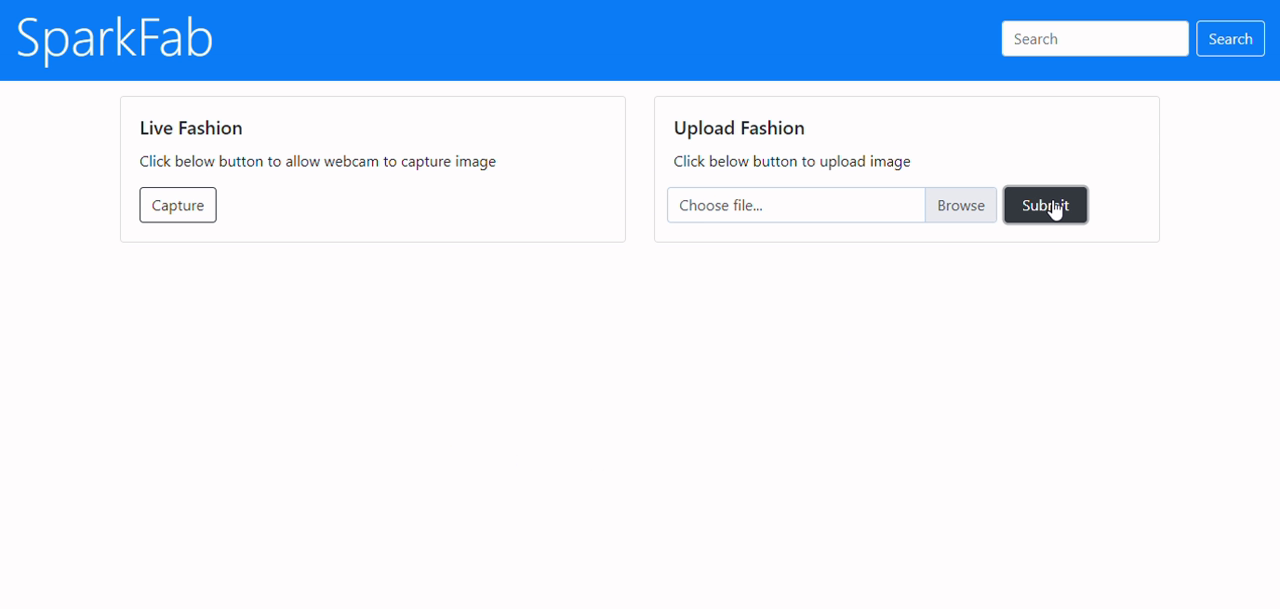 SparkFab
Search Search
Live Fashion
Click below button to allow webcam to capture image
Capture
Upload Fashion
Click below button to upload image
Choose file... Browse Submit